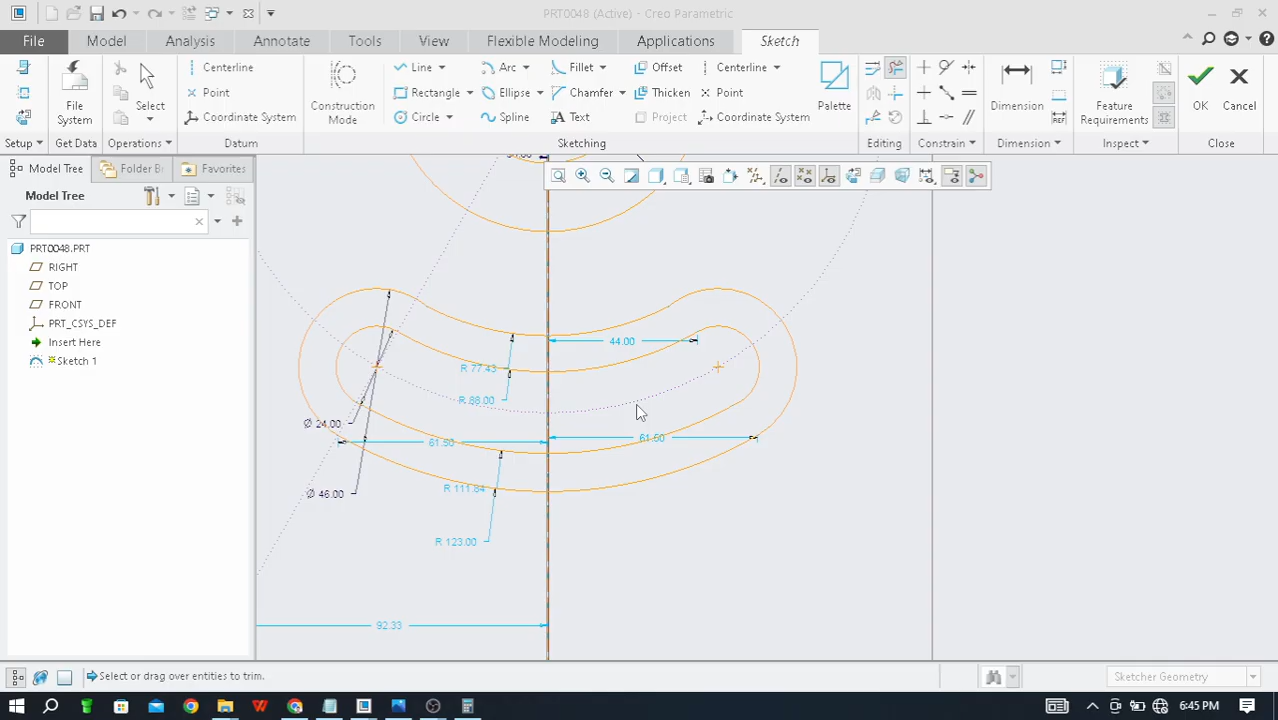 PRT0048 (Active) - Creo Parametric
File Model Analysis Annotate Tools View Flexible Modeling Applications Sketch
Centerline Line Arc Fillet Offset Centerline
Point Rectangle Ellipse Chamfer Thicken Point
Coordinate System Circle Spline Text Project Coordinate System
File System Select Construction Mode Palette Dimension Feature Requirements OK Cancel
Setup Get Data Operations Datum Sketching Editing Constrain Dimension Inspect Close
Model Tree Folder B Favorites
Model Tree
PRT0048.PRT
RIGHT
TOP
FRONT
PRT_CSYS_DEF
Insert Here
Sketch 1
44.00
R 77.43
R 88.00
Ø 24.00
61.50
61.50
R 111.84
Ø 46.00
R 123.00
92.33
Select or drag over entities to trim.
Sketcher Geometry
6:45 PM